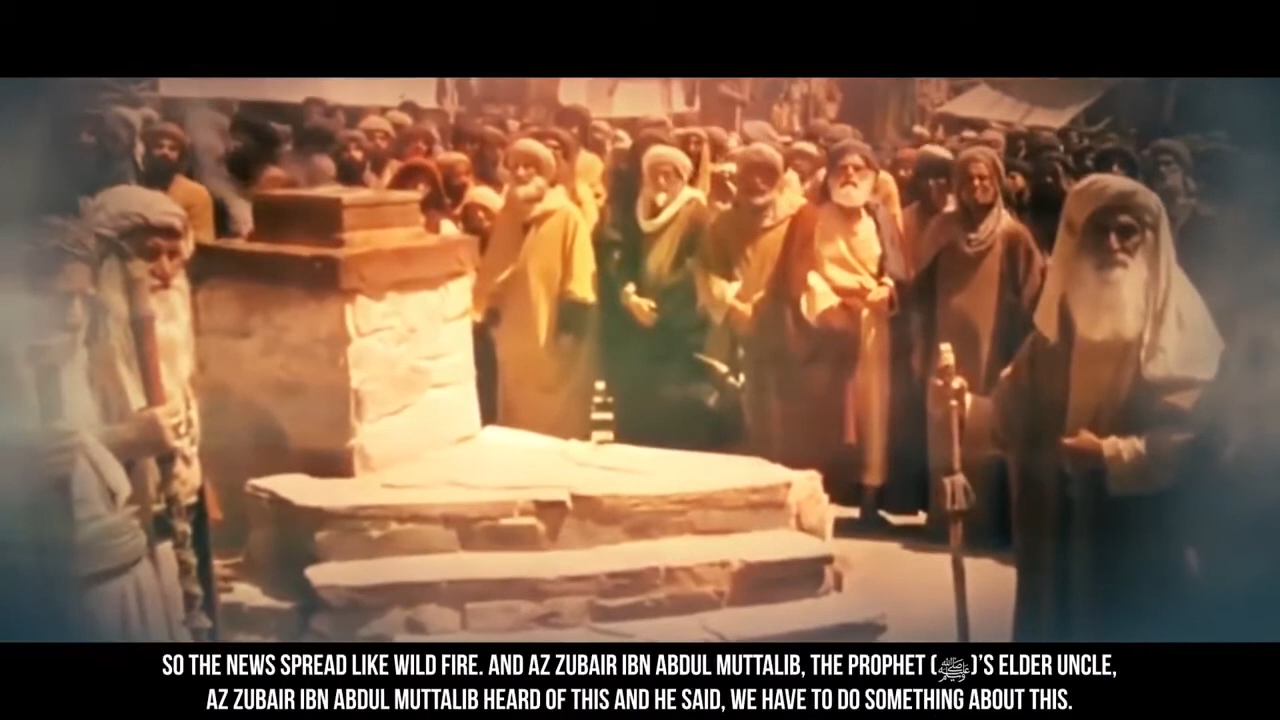 SO THE NEWS SPREAD LIKE WILD FIRE. AND AZ ZUBAIR IBN ABDUL MUTTALIB, THE PROPHET (ﷺ)'S ELDER UNCLE,
AZ ZUBAIR IBN ABDUL MUTTALIB HEARD OF THIS AND HE SAID, WE HAVE TO DO SOMETHING ABOUT THIS.